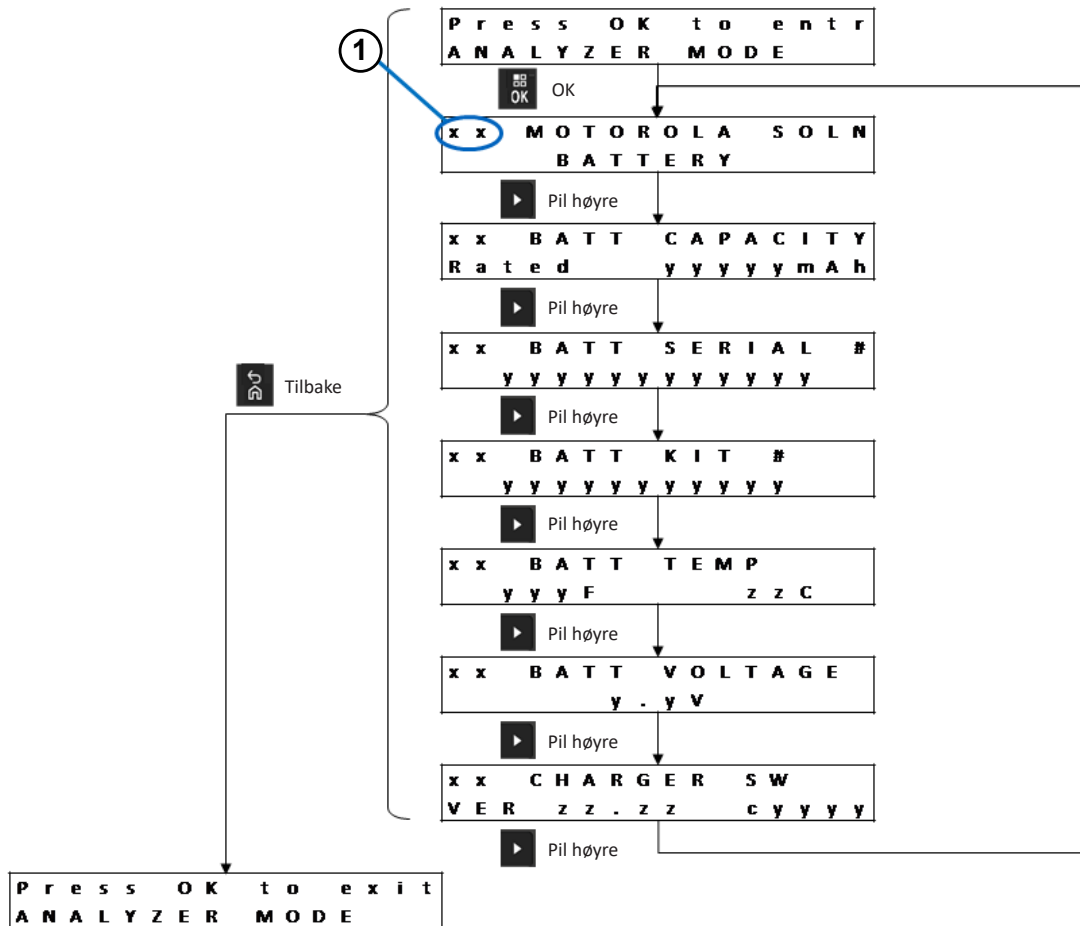 Press OK to entr
ANALYZER MODE
1
OK OK
xx MOTOROLA SOLN
BATTERY
Pil høyre
xx BATT CAPACITY
Rated yyyyymAh
Pil høyre
xx BATT SERIAL #
yyyyyyyyyyyy
Tilbake
Pil høyre
xx BATT KIT #
yyyyyyyyyyy
Pil høyre
xx BATT TEMP
yyyF zzC
Pil høyre
xx BATT VOLTAGE
y.yV
Pil høyre
xx CHARGER SW
VER zz.zz cyyyy
Pil høyre
Press OK to exit
ANALYZER MODE